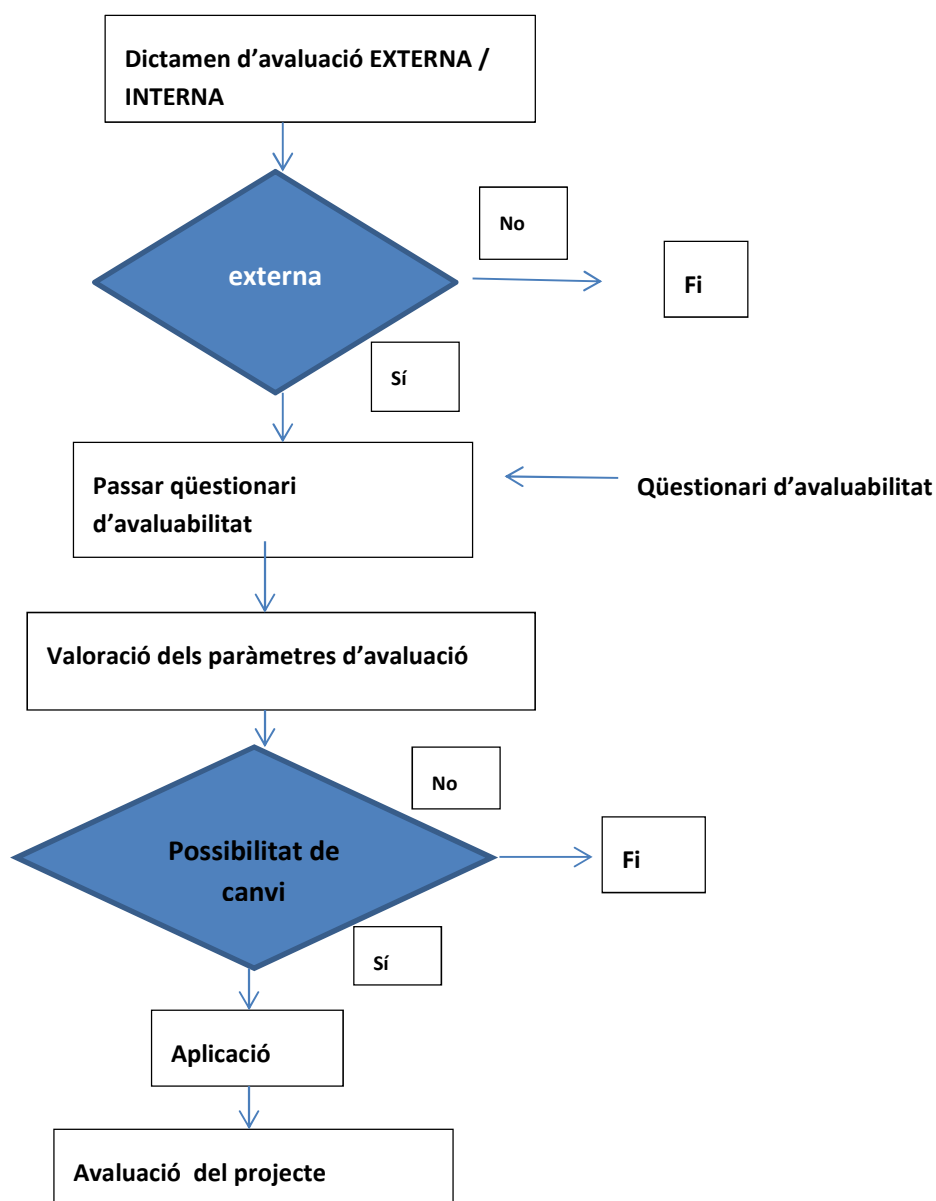 Dictamen d’avaluació EXTERNA /
INTERNA
No
externa
Fi
Sí
Passar qüestionari
d’avaluabilitat
Qüestionari d’avaluabilitat
Valoració dels paràmetres d’avaluació
No
Possibilitat de
canvi
Fi
Sí
Aplicació
Avaluació  del projecte